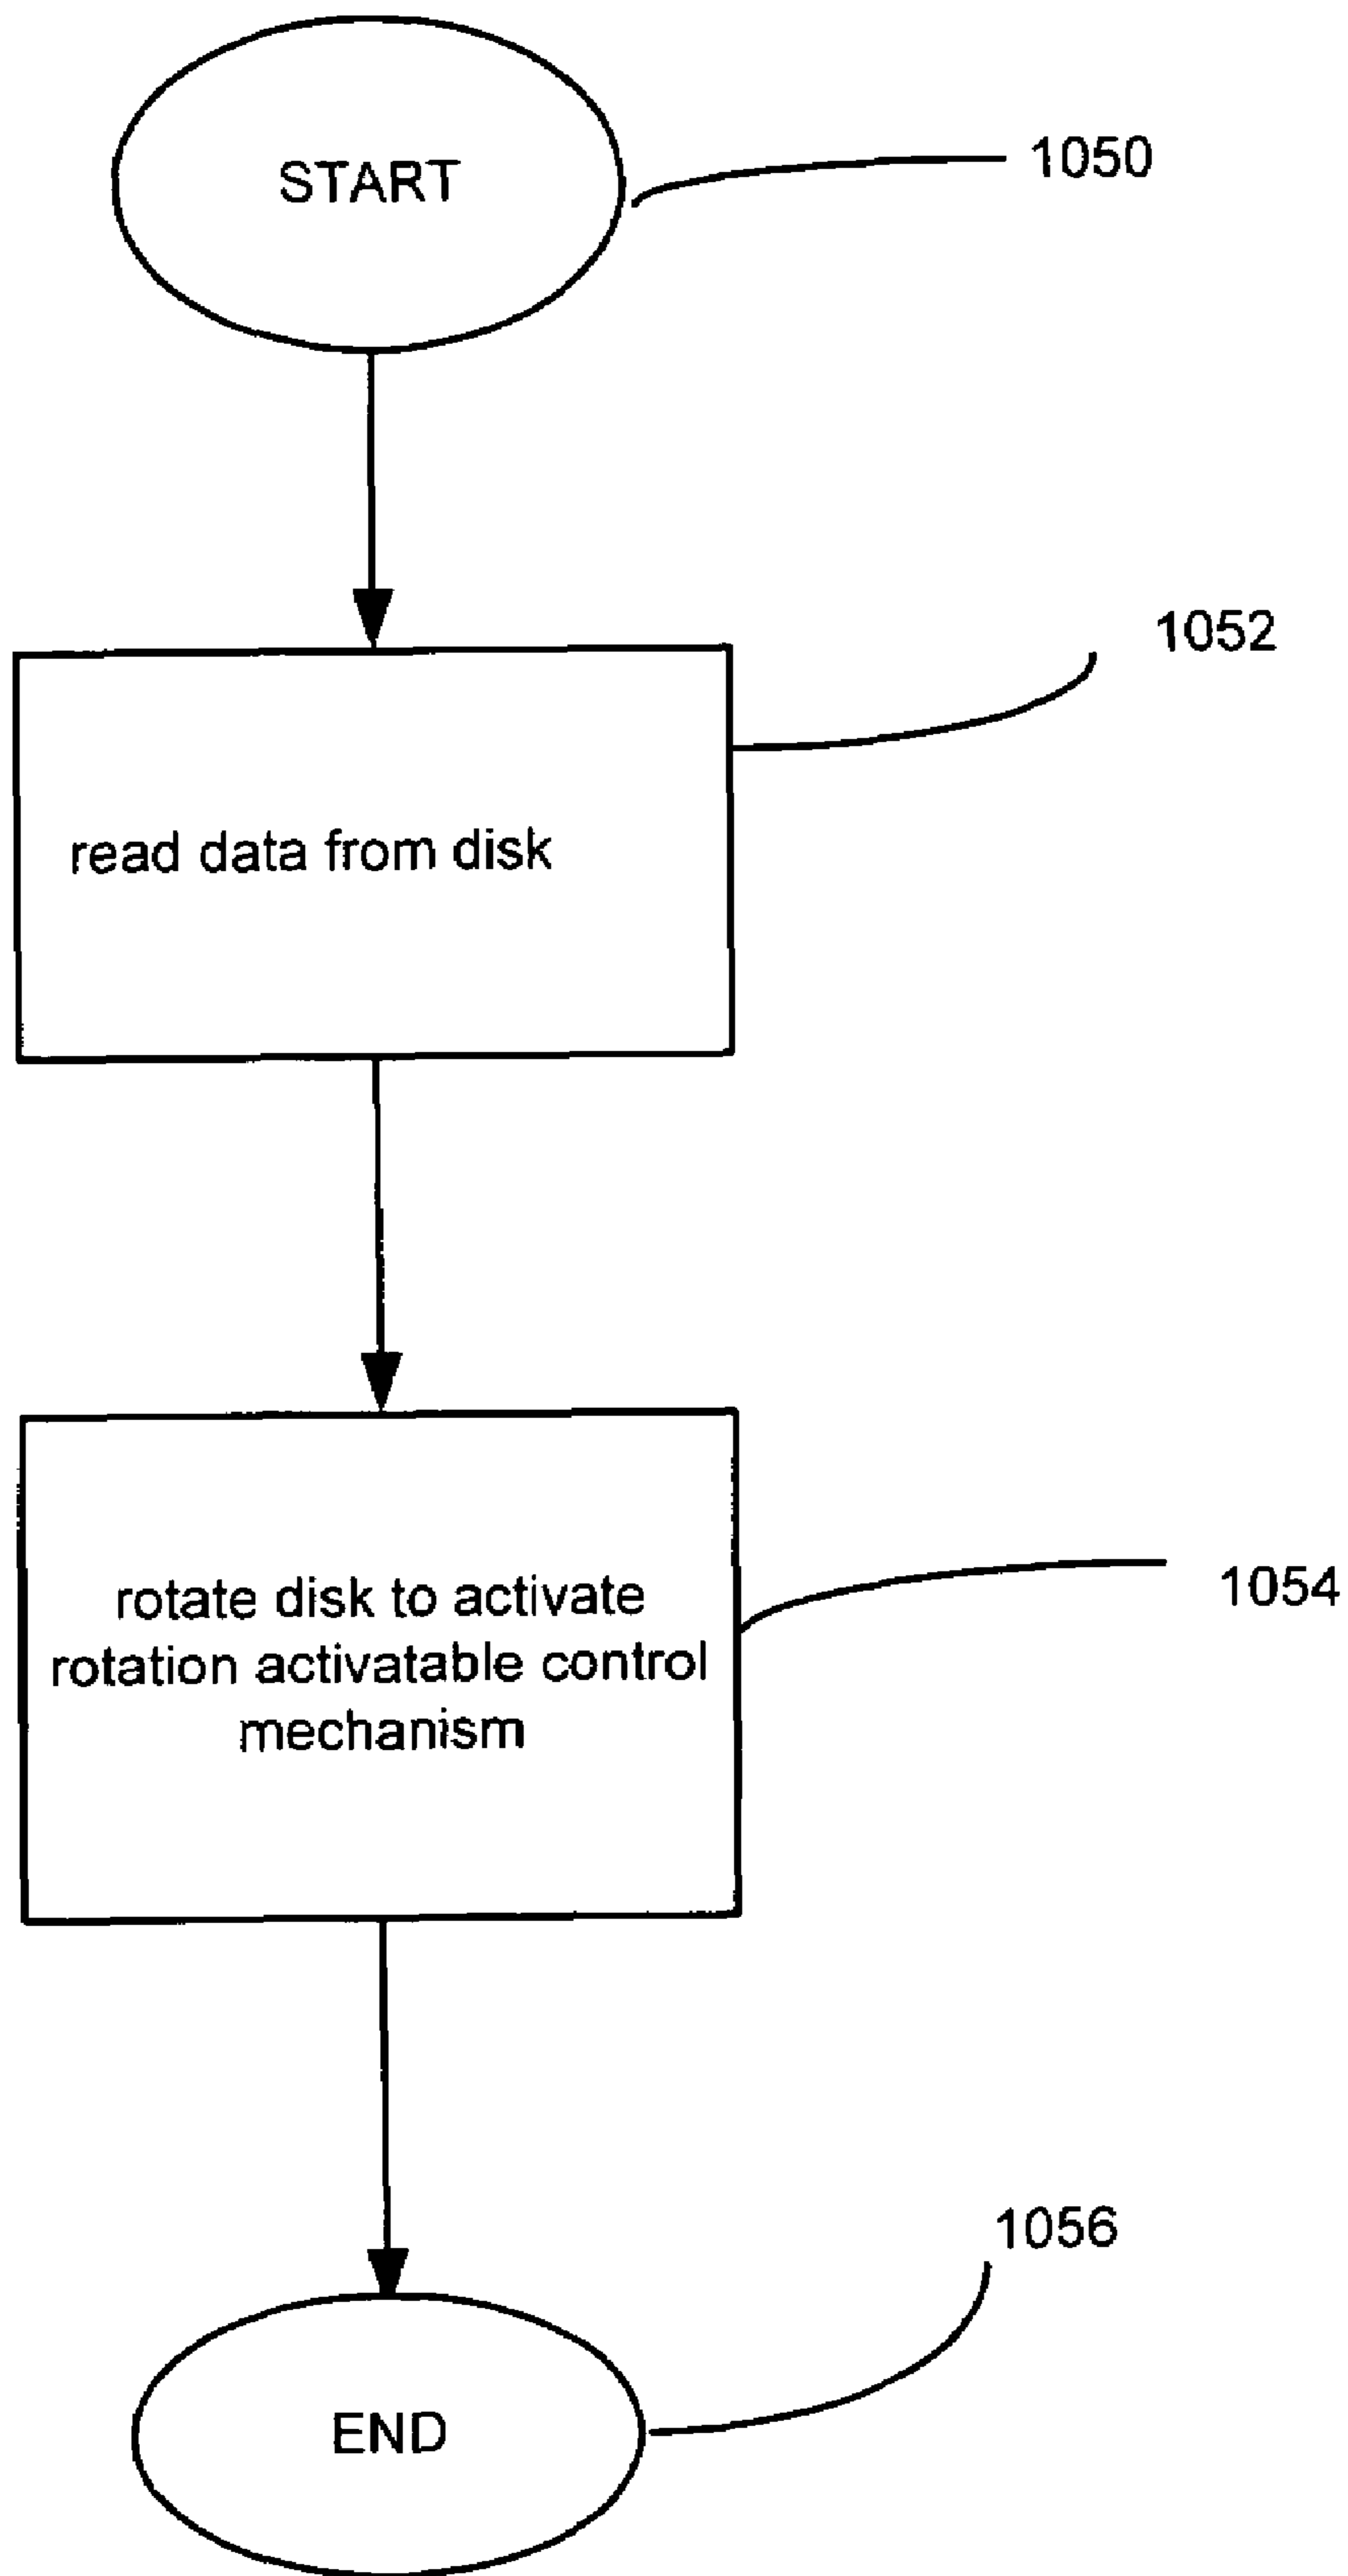 START
1050
1052
read data from disk
rotate disk to activate
rotation activatable control
mechanism
1054
1056
END